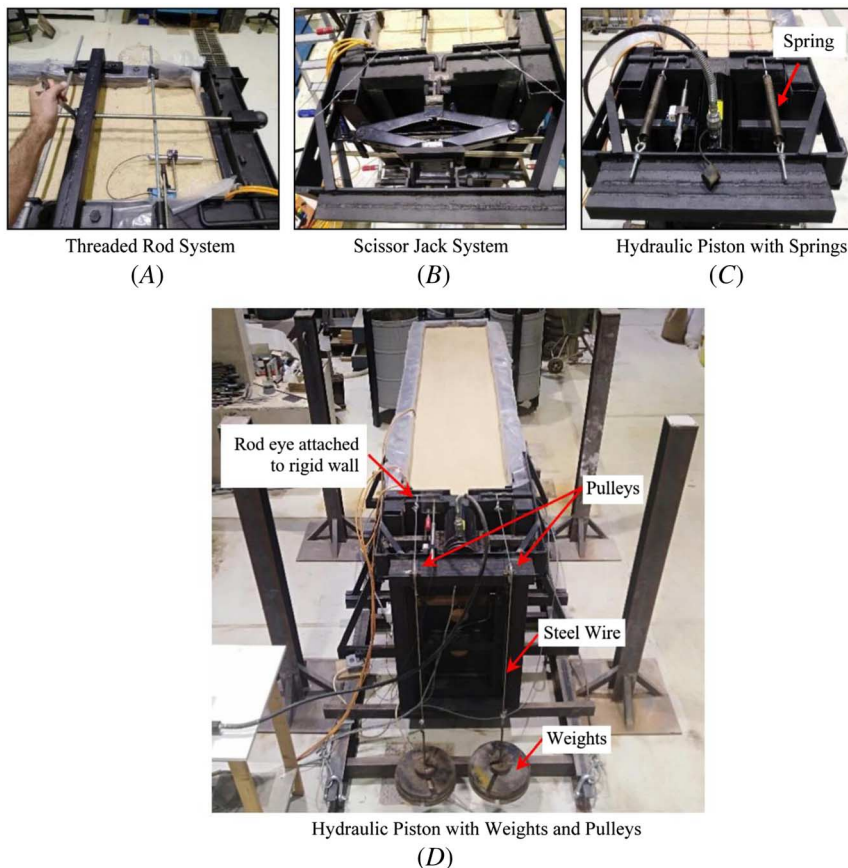 Spring
Threaded Rod System
Scissor Jack System
Hydraulic Piston with Springs
(A)
(B)
(C)
Rod eye attached
to rigid wall
Pulleys
Steel Wire
Weights
Hydraulic Piston with Weights and Pulleys
(D)